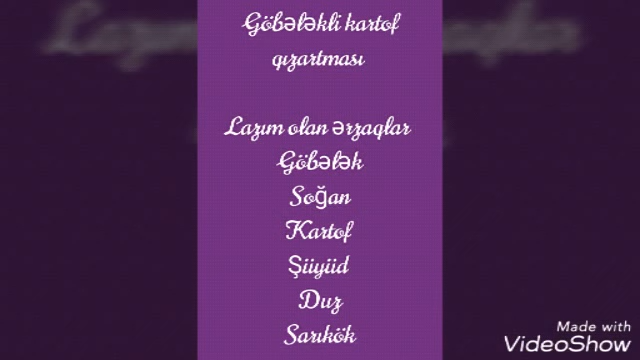 Göbələkli kartof
qızartması
Lazım olan ərzaqlar
Göbələk
Soğan
Kartof
Şüyüd
Duz
Sarıkök
Made with
VideoShow